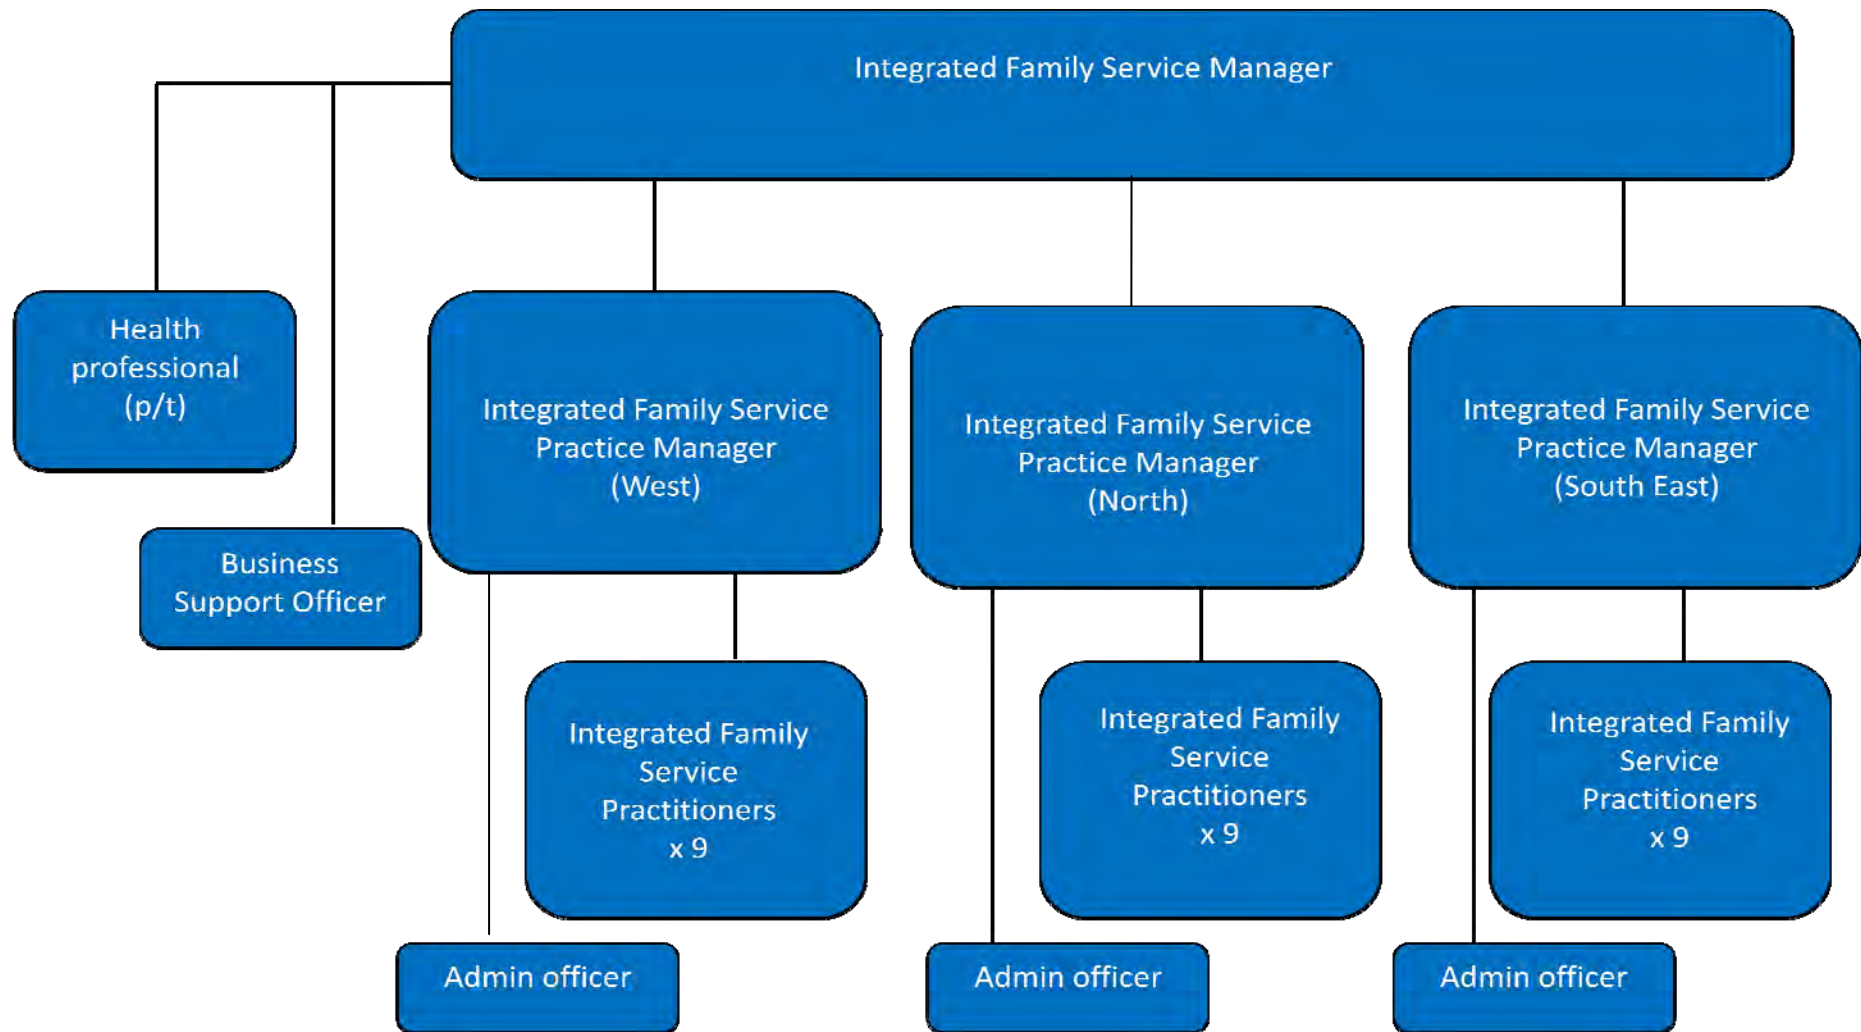 Integrated Family Service Manager
Health
professional
(p/t)
Business
Support Officer
Integrated Family Service
Practice Manager
(West)
Integrated Family Service
Practice Manager
(North)
Integrated Family Service
Practice Manager
(South East)
Integrated Family
Service
Practitioners
x 9
Integrated Family
Service
Practitioners
x 9
Integrated Family
Service
Practitioners
x 9
Admin officer
Admin officer
Admin officer